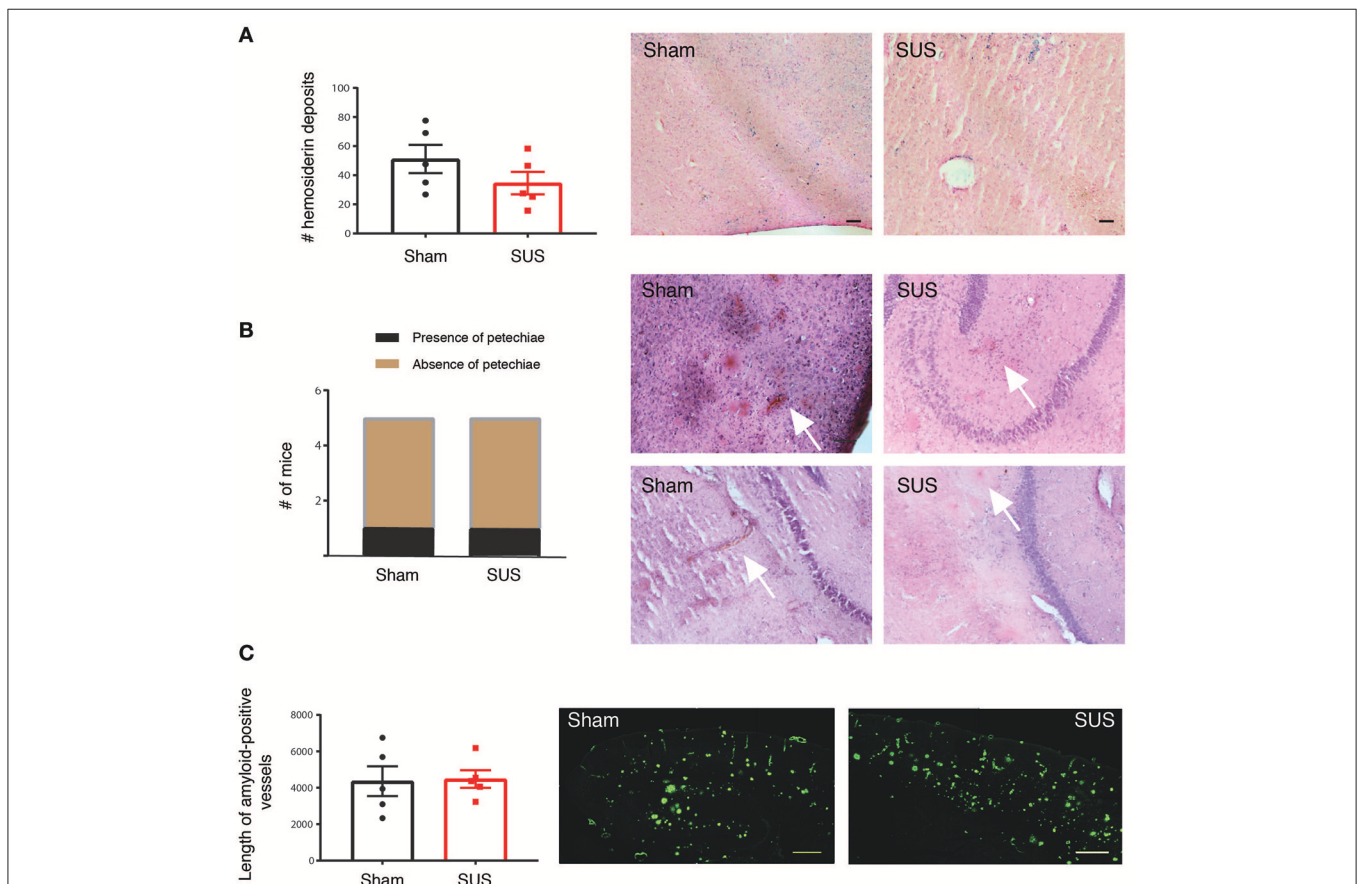 A
# hemosiderin deposits
100
80
60
40
20
0
Sham
SUS
Sham
SUS
B
Presence of petechiae
Absence of petechiae
# of mice
6
4
2
Sham
SUS
Sham
SUS
Sham
SUS
C
Length of amyloid-positive
vessels
8000
6000
4000
2000
0
Sham
SUS
Sham
SUS